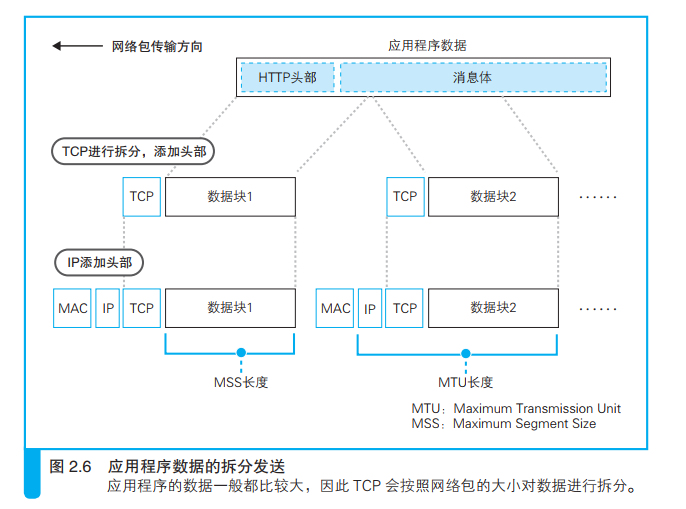 网络包传输方向
应用程序数据
HTTP头部 消息体
TCP进行拆分，添加头部
TCP 数据块1 TCP 数据块2 ······
IP添加头部
MAC IP TCP 数据块1 MAC IP TCP 数据块2 ······
MSS长度 MTU长度
MTU：Maximum Transmission Unit
MSS：Maximum Segment Size
图 2.6 应用程序数据的拆分发送
应用程序的数据一般都比较大，因此 TCP 会按照网络包的大小对数据进行拆分。